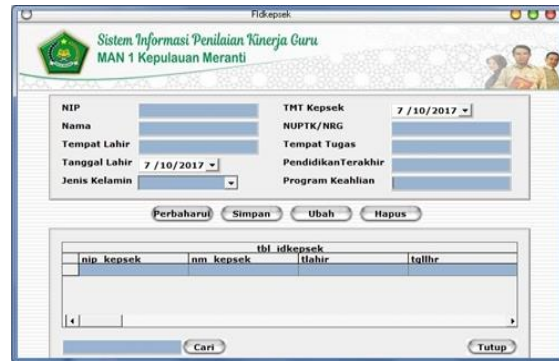 Fidkepsek
Sistem Informasi Penilaian Kinerja Guru
MAN 1 Kepulauan Meranti
NIP
Nama
Tempat Lahir
Tanggal Lahir 7 /10/2017
Jenis Kelamin
TMT Kepsek 7 /10/2017
NUPTK/NRG
Tempat Tugas
PendidikanTerakhir
Program Keahlian
Perbaharui Simpan Ubah Hapus
tbl_idkepsek
nip_kepsek nm_kepsek tlahir tgllhr
Cari Tutup